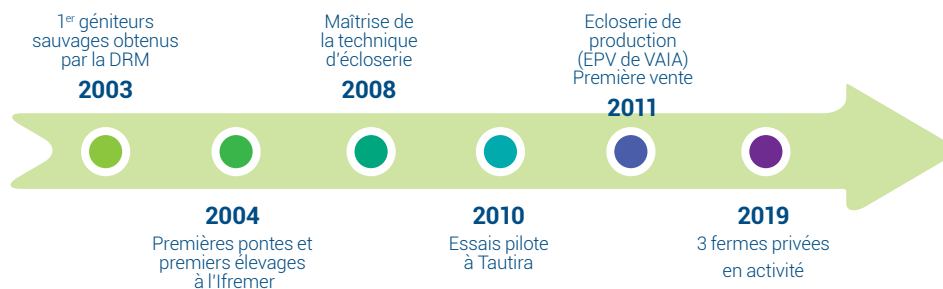 1er géniteurs
sauvages obtenus
par la DRM
2003
2004
Premières pontes et
premiers élevages
à l'Ifremer
Maîtrise de
la technique
d'écloserie
2008
2010
Essais pilote
à Tautira
Ecloserie de
production
(EPV de VAIA)
Première vente
2011
2019
3 fermes privées
en activité